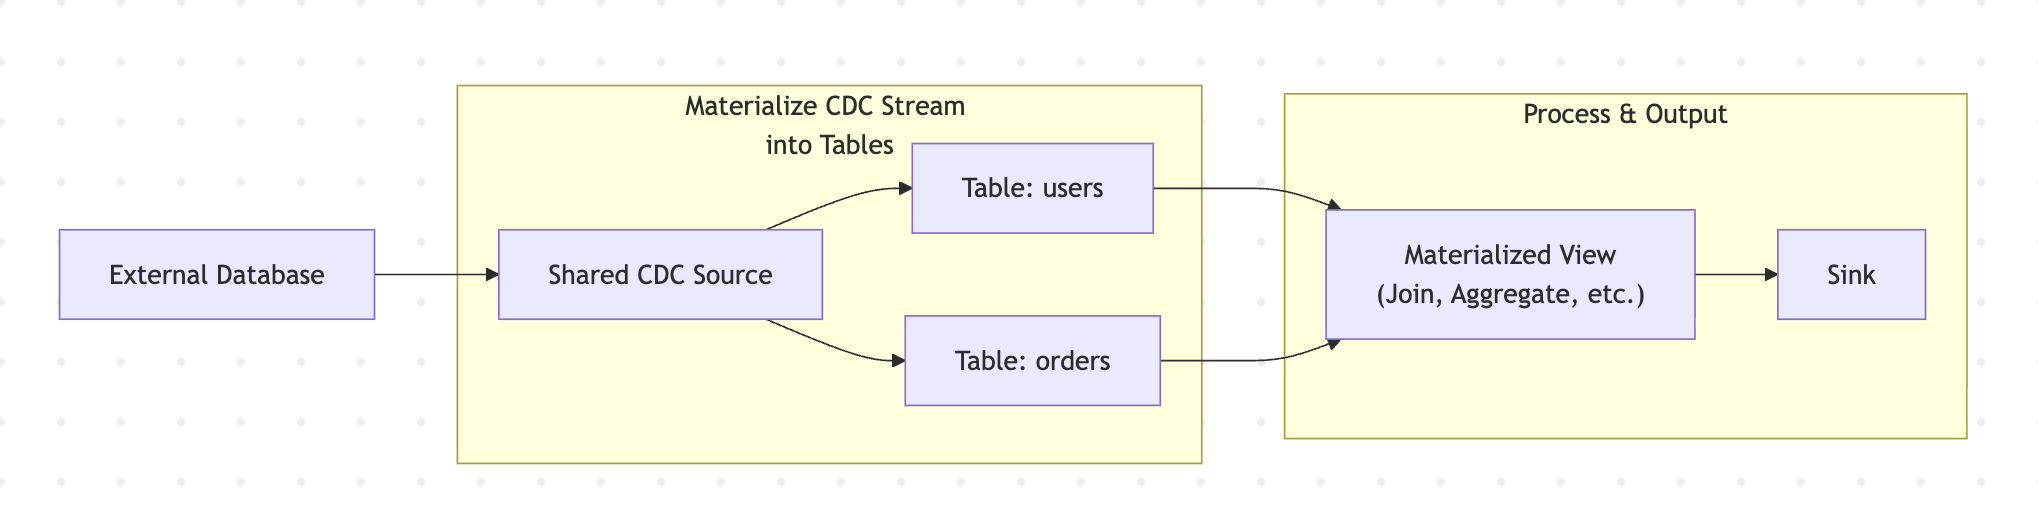 Materialize CDC Stream
into Tables
Process & Output
External Database
Shared CDC Source
Table: users
Table: orders
Materialized View
(Join, Aggregate, etc.)
Sink